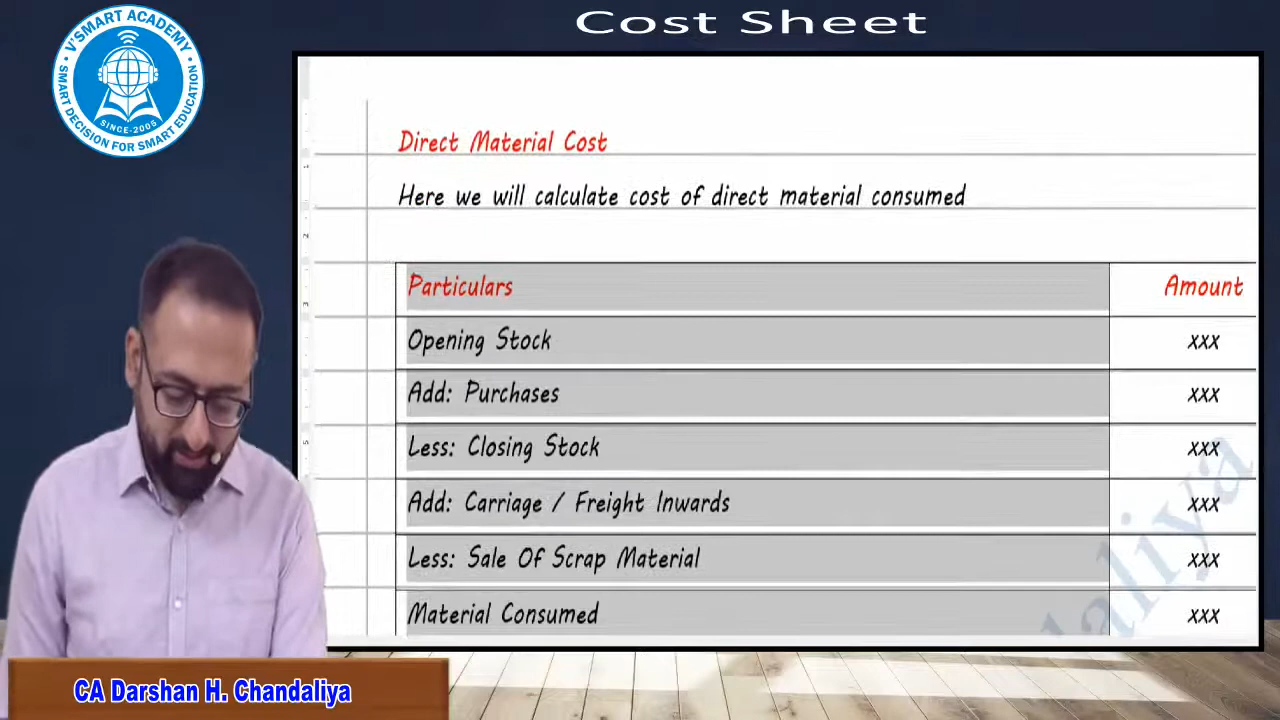 Cost Sheet
V'SMART ACADEMY
SINCE-2005
SMART DECISION FOR SMART EDUCATION
Direct Material Cost
Here we will calculate cost of direct material consumed
Particulars Amount
Opening Stock xxx
Add: Purchases xxx
Less: Closing Stock xxx
Add: Carriage / Freight Inwards xxx
Less: Sale Of Scrap Material xxx
Material Consumed xxx
CA Darshan H. Chandaliya